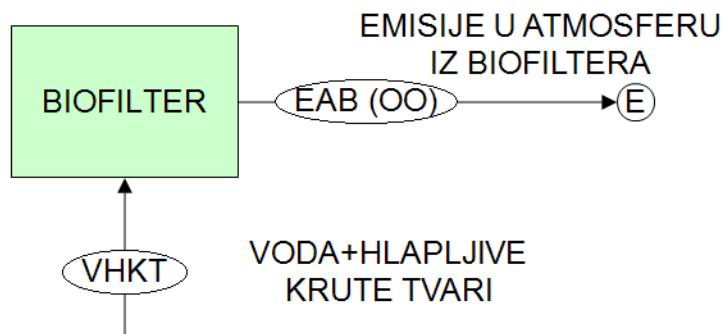 EMISIJE U ATMOSFERU
IZ BIOFILTERA
BIOFILTER
EAB (OO)
E
VHKT
VODA+HLAPLJIVE
KRUTE TVARI